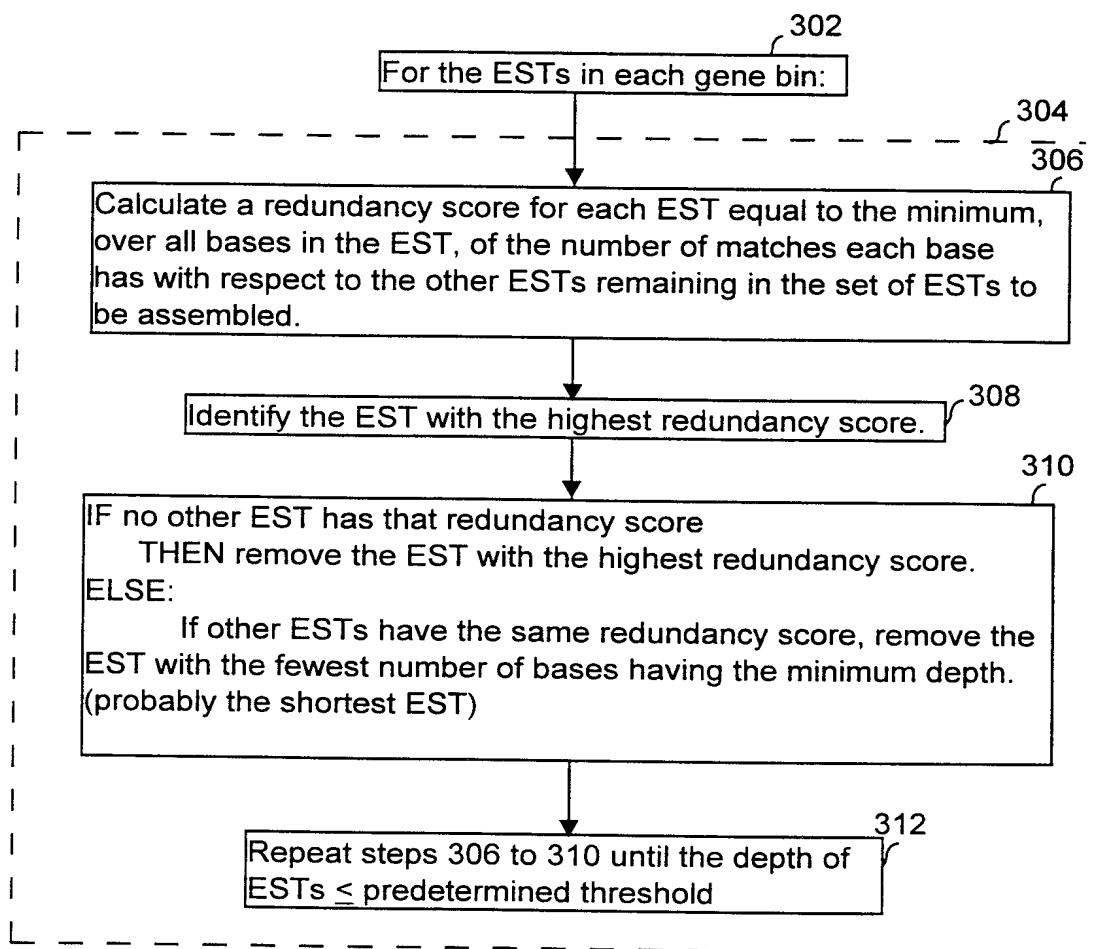 302
For the ESTs in each gene bin:
304
306
Calculate a redundancy score for each EST equal to the minimum,
over all bases in the EST, of the number of matches each base
has with respect to the other ESTs remaining in the set of ESTs to
be assembled.
308
Identify the EST with the highest redundancy score.
310
IF no other EST has that redundancy score
THEN remove the EST with the highest redundancy score.
ELSE:
If other ESTs have the same redundancy score, remove the
EST with the fewest number of bases having the minimum depth.
(probably the shortest EST)
312
Repeat steps 306 to 310 until the depth of
ESTs ≤ predetermined threshold